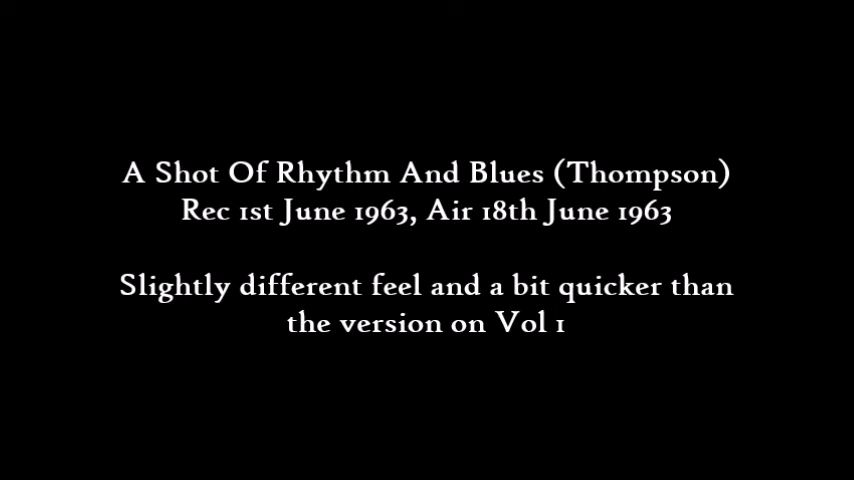 A Shot Of Rhythm And Blues (Thompson)
Rec 1st June 1963, Air 18th June 1963
Slightly different feel and a bit quicker than
the version on Vol 1